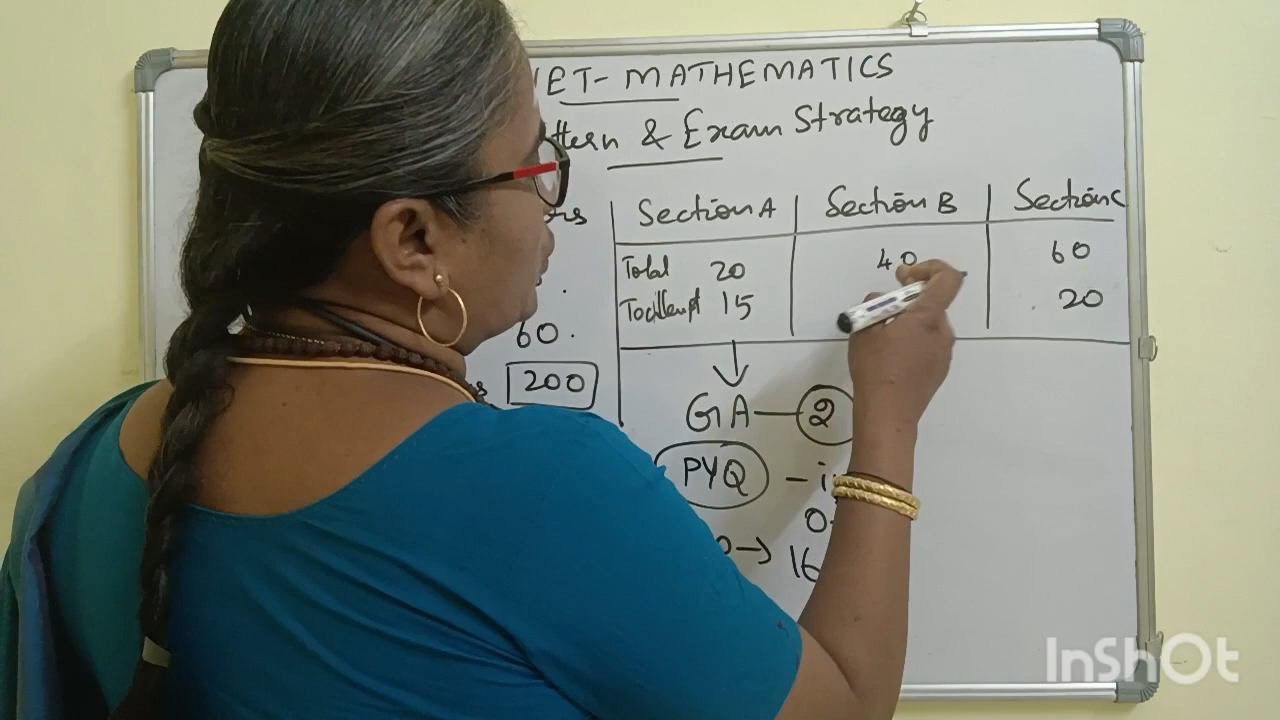 ET- MATHEMATICS
ttern & Exam Strategy
Section A Section B Section C
Total 20 40 60
To attempt 15 20
60.
200
GA — 2
PYQ -
16
InShOt